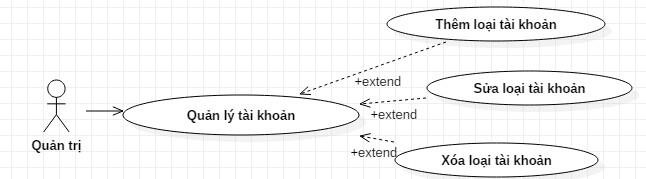 Thêm loại tài khoản
+extend
Sửa loại tài khoản
Quản lý tài khoản
+extend
Quản trị
+extend
Xóa loại tài khoản